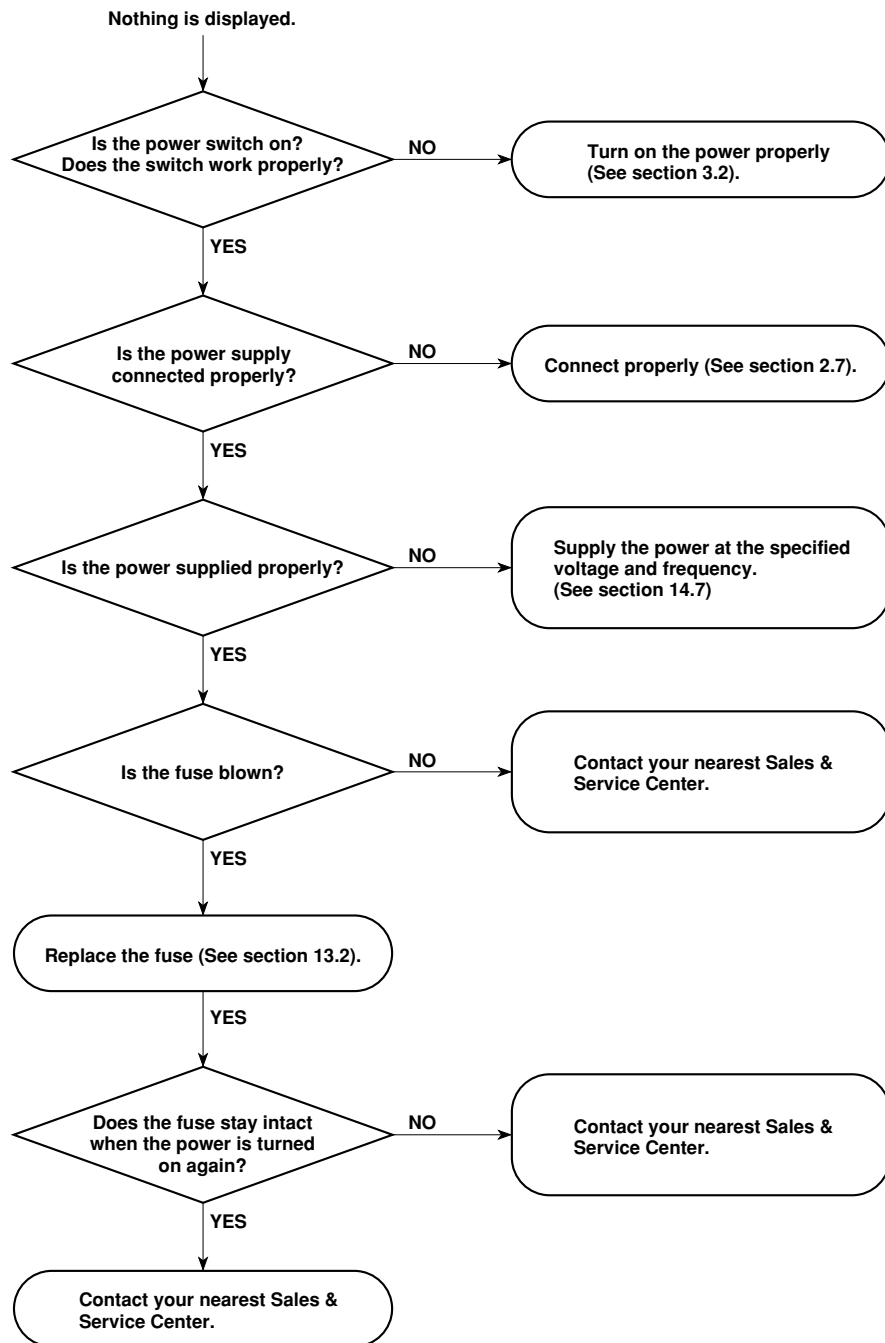 Nothing is displayed.
Is the power switch on?
Does the switch work properly?
NO
Turn on the power properly
(See section 3.2).
YES
Is the power supply
connected properly?
NO
Connect properly (See section 2.7).
YES
Is the power supplied properly?
NO
Supply the power at the specified
voltage and frequency.
(See section 14.7)
YES
Is the fuse blown?
NO
Contact your nearest Sales &
Service Center.
YES
Replace the fuse (See section 13.2).
YES
Does the fuse stay intact
when the power is turned
on again?
NO
Contact your nearest Sales &
Service Center.
YES
Contact your nearest Sales &
Service Center.